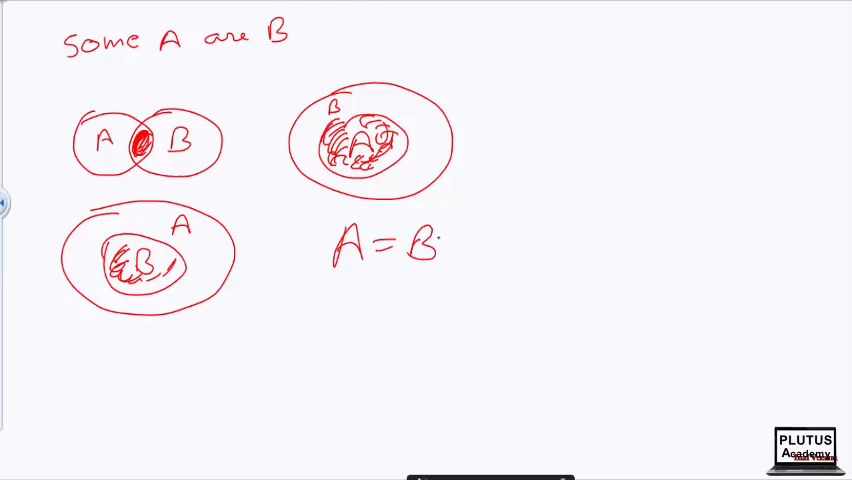 Some A are B
A B
B
A
A
B
A = B
PLUTUS
Academy